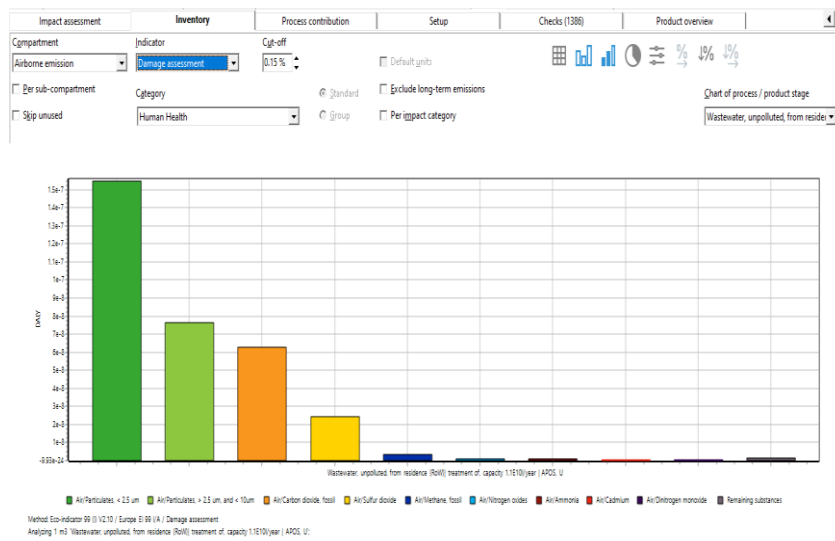 Impact assessment Inventory Process contribution Setup Checks (1386) Product overview
Compartment Indicator Cut-off
Airborne emission Damage assessment 0.15 % Default units
Per sub-compartment Category Standard Exclude long-term emissions Chart of process / product stage
Skip unused Human Health Group Per impact category Wastewater, unpolluted, from reside
1.5e-7
1.4e-7
1.3e-7
1.2e-7
1.1e-7
1e-7
9e-8
8e-8
7e-8
6e-8
5e-8
4e-8
3e-8
2e-8
1e-8
DALY
Wastewater, unpolluted, from residence {RoW}| treatment of, capacity 1.1E10l/year | APOS, U
Air/Particulates, < 2.5 um Air/Particulates, > 2.5 um, and < 10um Air/Carbon dioxide, fossil Air/Sulfur dioxide Air/Methane, fossil Air/Nitrogen oxides Air/Ammonia Air/Cadmium Air/Dinitrogen monoxide Remaining substances
Method: Eco-indicator 99 (I) V2.10 / Europe EI 99 I/A / Damage assessment
Analyzing 1 m3 'Wastewater, unpolluted, from residence {RoW}| treatment of, capacity 1.1E10l/year | APOS, U';